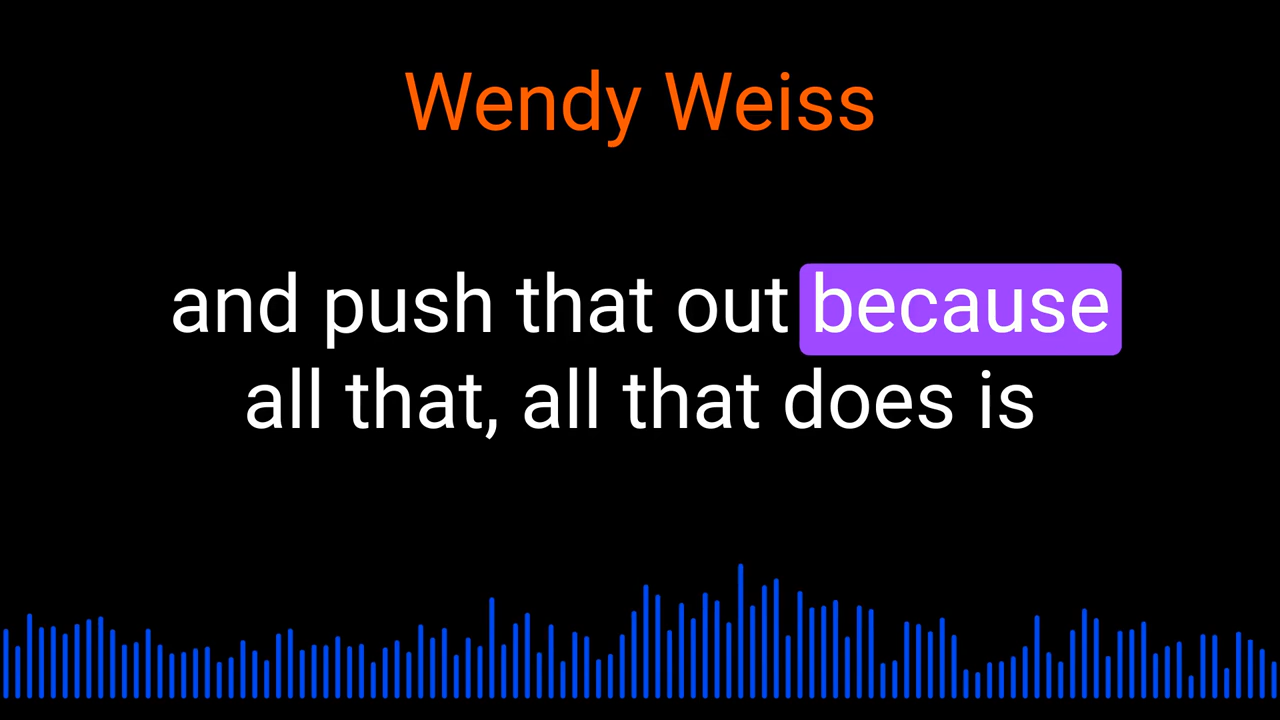 Wendy Weiss
and push that out because
all that, all that does is